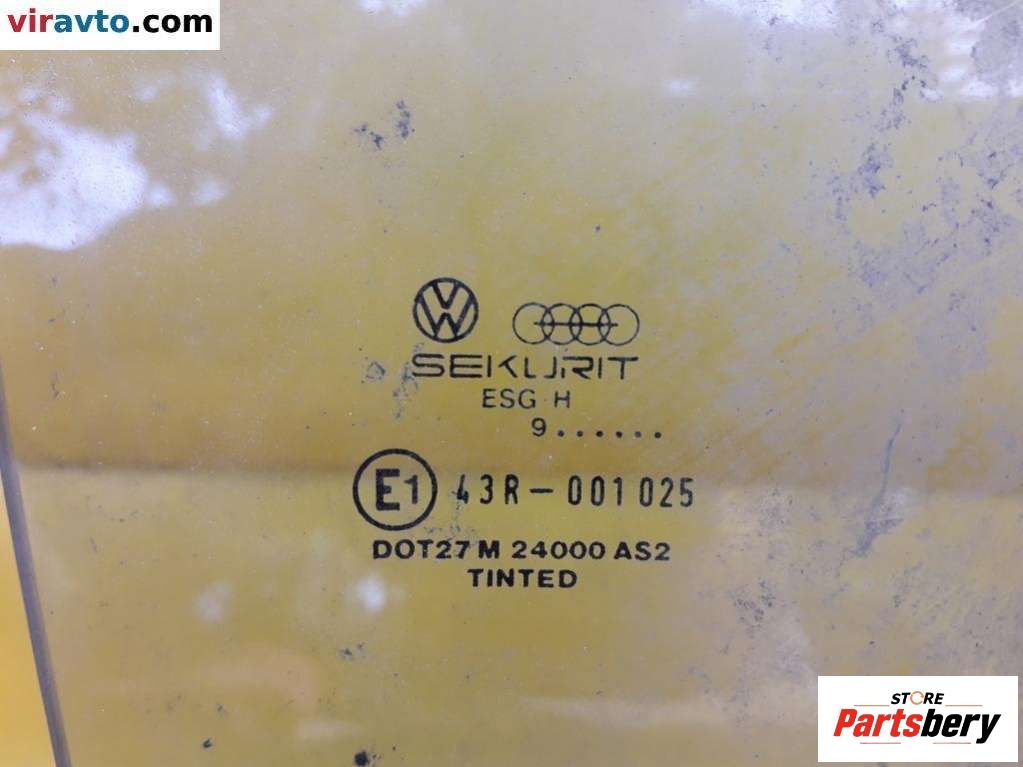 viravto.com
SEKURIT
ESG H
9......
E1 43R-001025
DOT27 M 24000 AS2
TINTED
STORE
Partsbery